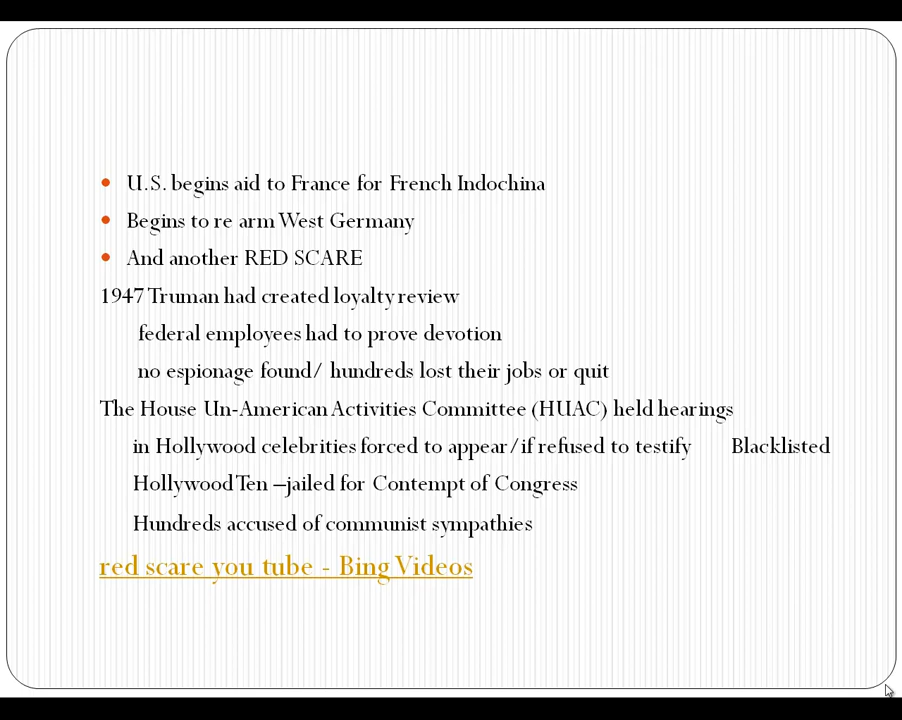 U.S. begins aid to France for French Indochina
Begins to re arm West Germany
And another RED SCARE
1947 Truman had created loyalty review
federal employees had to prove devotion
no espionage found/ hundreds lost their jobs or quit
The House Un-American Activities Committee (HUAC) held hearings
in Hollywood celebrities forced to appear/if refused to testify Blacklisted
Hollywood Ten –jailed for Contempt of Congress
Hundreds accused of communist sympathies
red scare you tube - Bing Videos